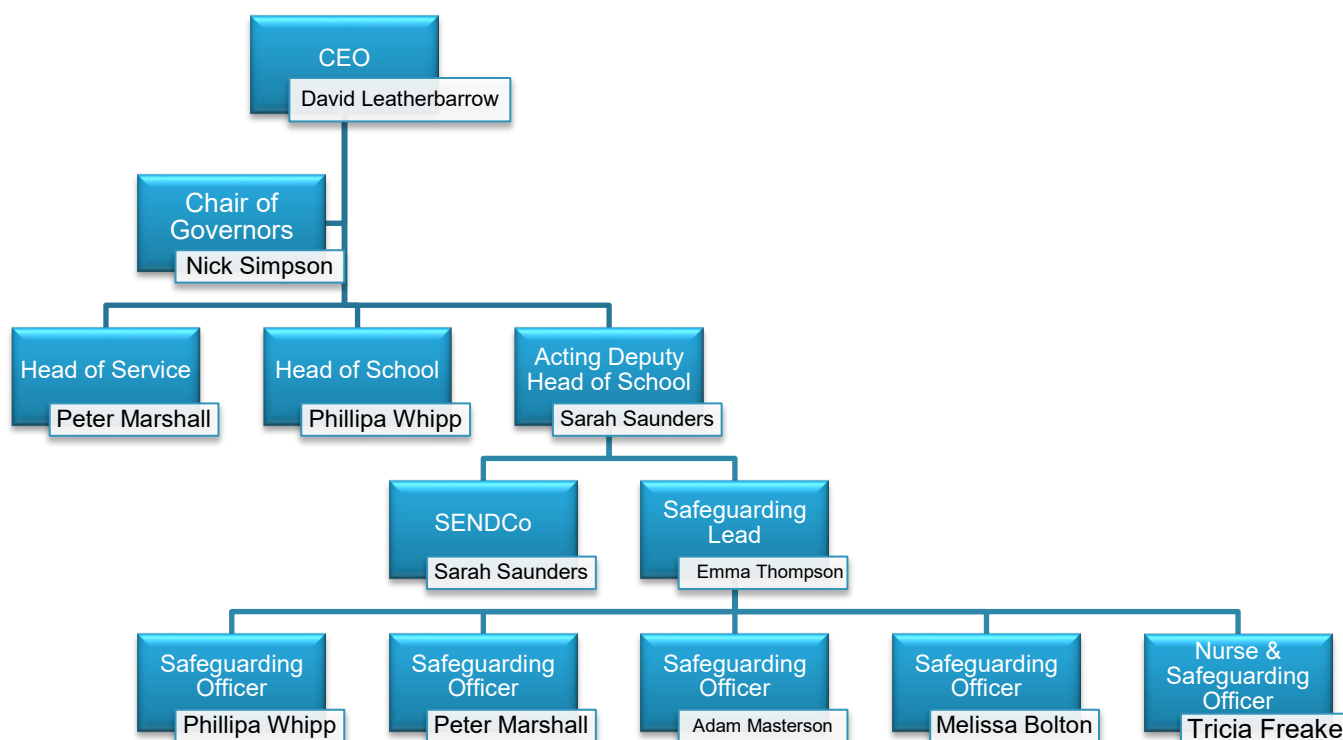 CEO
David Leatherbarrow
Chair of
Governors
Nick Simpson
Head of Service
Peter Marshall
Head of School
Phillipa Whipp
Acting Deputy
Head of School
Sarah Saunders
SENDCo
Sarah Saunders
Safeguarding
Lead
Emma Thompson
Safeguarding
Officer
Phillipa Whipp
Safeguarding
Officer
Peter Marshall
Safeguarding
Officer
Adam Masterson
Safeguarding
Officer
Melissa Bolton
Nurse &
Safeguarding
Officer
Tricia Freake